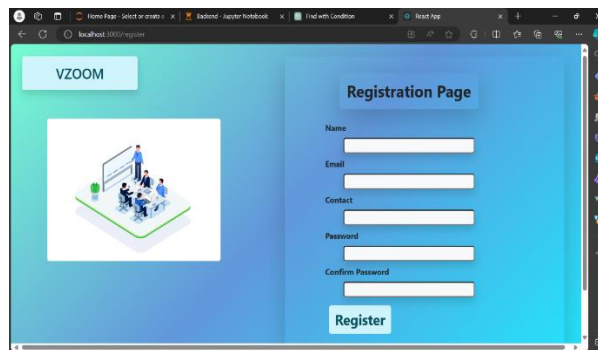 Home Page - Select or create a
Backend - Jupyter Notebook
Find with Condition
React App
localhost:3000/register
VZOOM
Registration Page
Name
Email
Contact
Password
Confirm Password
Register